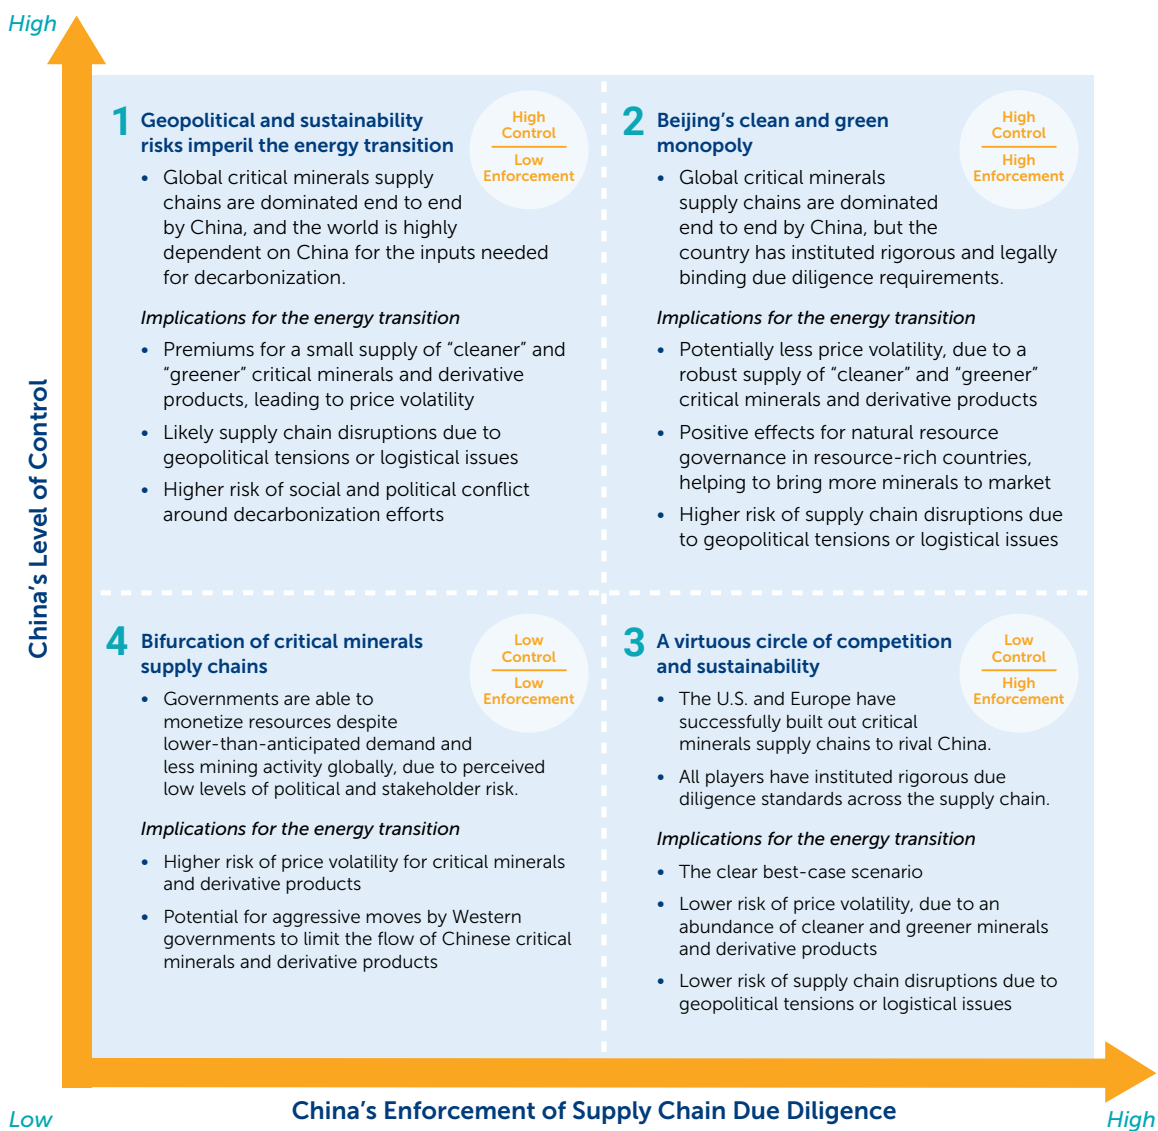 High
China's Level of Control
1
Geopolitical and sustainability
risks imperil the energy transition
High
Control
Low
Enforcement
• Global critical minerals supply
chains are dominated end to end
by China, and the world is highly
dependent on China for the inputs needed
for decarbonization.
Implications for the energy transition
• Premiums for a small supply of “cleaner” and
“greener” critical minerals and derivative
products, leading to price volatility
• Likely supply chain disruptions due to
geopolitical tensions or logistical issues
• Higher risk of social and political conflict
around decarbonization efforts
2
Beijing’s clean and green
monopoly
High
Control
High
Enforcement
• Global critical minerals
supply chains are dominated
end to end by China, but the
country has instituted rigorous and legally
binding due diligence requirements.
Implications for the energy transition
• Potentially less price volatility, due to a
robust supply of “cleaner” and “greener”
critical minerals and derivative products
• Positive effects for natural resource
governance in resource-rich countries,
helping to bring more minerals to market
• Higher risk of supply chain disruptions due
to geopolitical tensions or logistical issues
4
Bifurcation of critical minerals
supply chains
Low
Control
Low
Enforcement
• Governments are able to
monetize resources despite
lower-than-anticipated demand and
less mining activity globally, due to perceived
low levels of political and stakeholder risk.
Implications for the energy transition
• Higher risk of price volatility for critical minerals
and derivative products
• Potential for aggressive moves by Western
governments to limit the flow of Chinese critical
minerals and derivative products
3
A virtuous circle of competition
and sustainability
Low
Control
High
Enforcement
• The U.S. and Europe have
successfully built out critical
minerals supply chains to rival China.
• All players have instituted rigorous due
diligence standards across the supply chain.
Implications for the energy transition
• The clear best-case scenario
• Lower risk of price volatility, due to an
abundance of cleaner and greener minerals
and derivative products
• Lower risk of supply chain disruptions due to
geopolitical tensions or logistical issues
Low
China’s Enforcement of Supply Chain Due Diligence
High